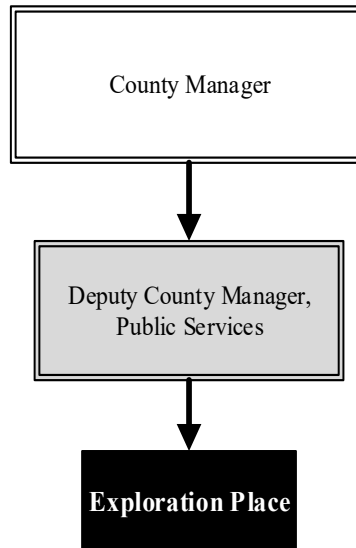 County Manager
Deputy County Manager,
Public Services
Exploration Place